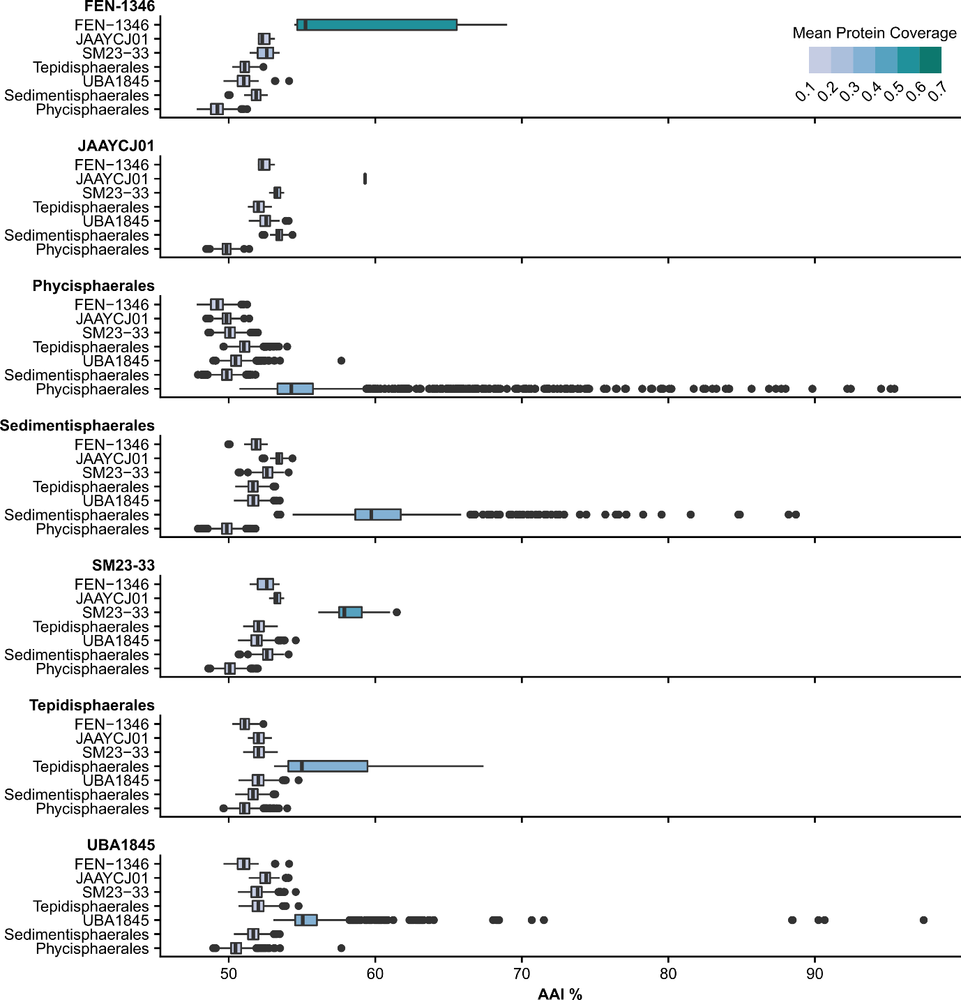 FEN-1346
FEN−1346
JAAYCJ01
SM23−33
Tepidisphaerales
UBA1845
Sedimentisphaerales
Phycisphaerales
Mean Protein Coverage
0.1 0.2 0.3 0.4 0.5 0.6 0.7
JAAYCJ01
FEN−1346
JAAYCJ01
SM23−33
Tepidisphaerales
UBA1845
Sedimentisphaerales
Phycisphaerales
Phycisphaerales
FEN−1346
JAAYCJ01
SM23−33
Tepidisphaerales
UBA1845
Sedimentisphaerales
Phycisphaerales
Sedimentisphaerales
FEN−1346
JAAYCJ01
SM23−33
Tepidisphaerales
UBA1845
Sedimentisphaerales
Phycisphaerales
SM23-33
FEN−1346
JAAYCJ01
SM23−33
Tepidisphaerales
UBA1845
Sedimentisphaerales
Phycisphaerales
Tepidisphaerales
FEN−1346
JAAYCJ01
SM23−33
Tepidisphaerales
UBA1845
Sedimentisphaerales
Phycisphaerales
UBA1845
FEN−1346
JAAYCJ01
SM23−33
Tepidisphaerales
UBA1845
Sedimentisphaerales
Phycisphaerales
50 60 70 80 90
AAI %